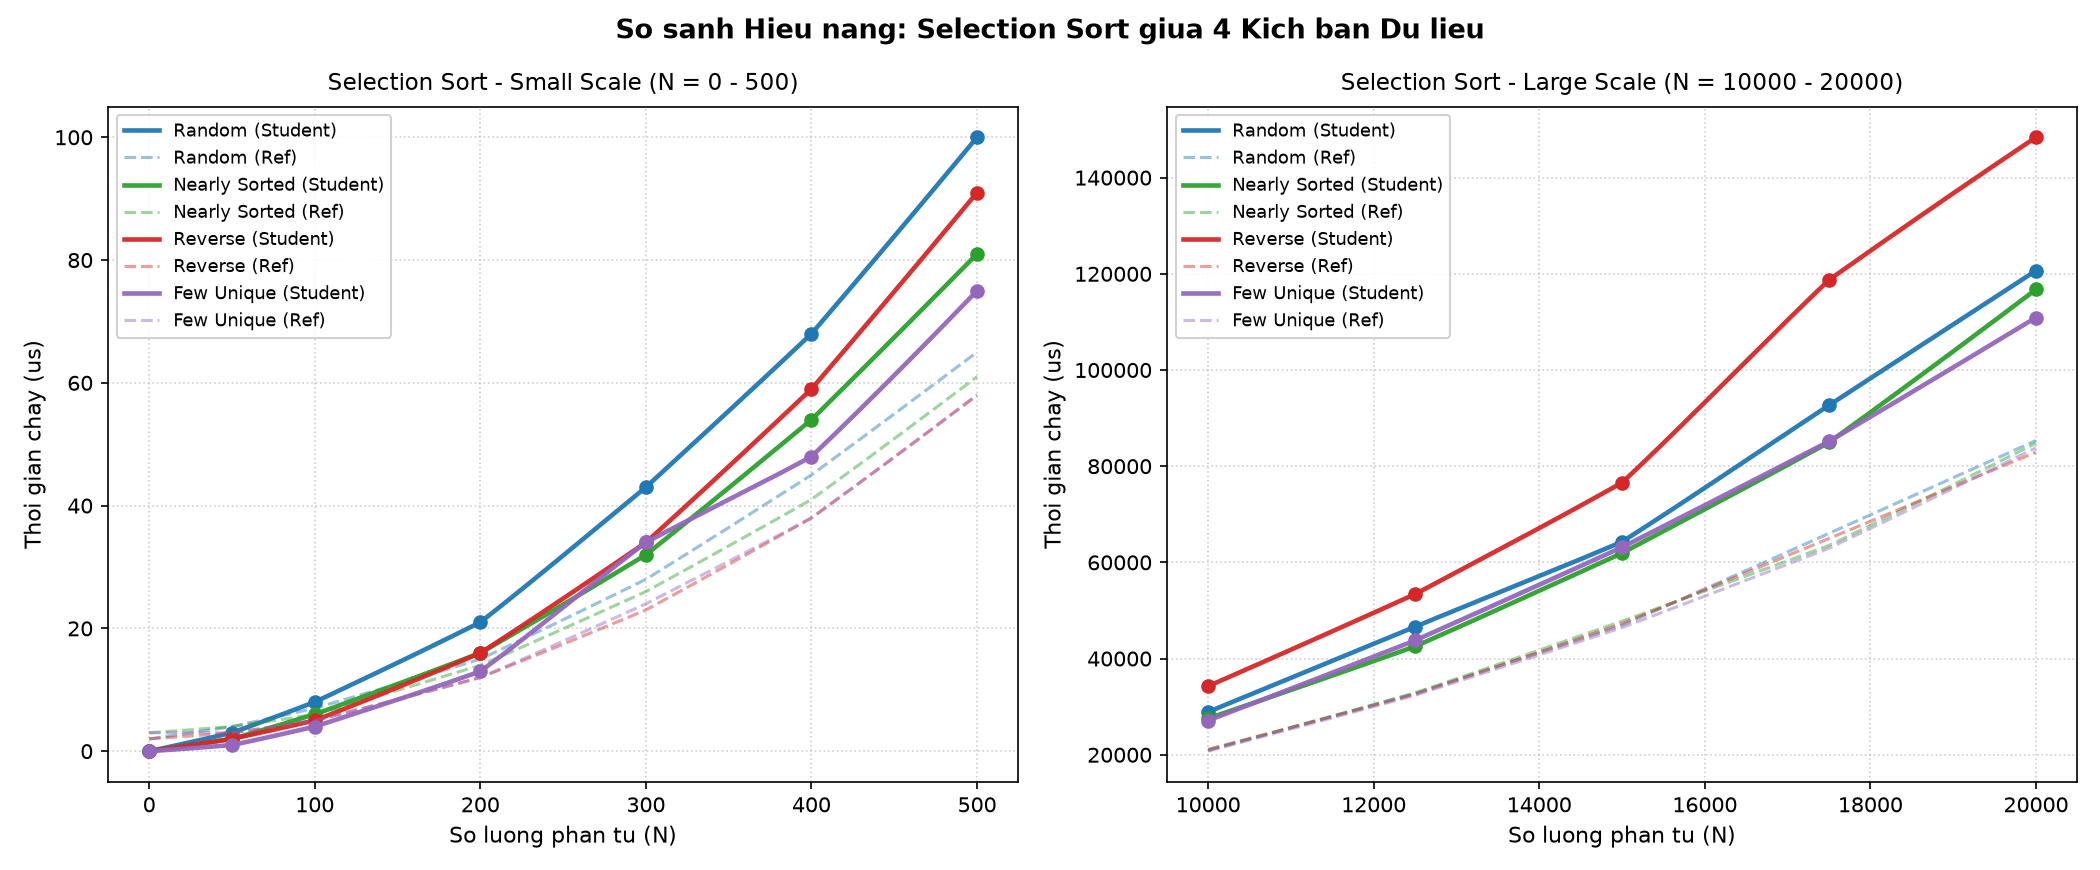 So sanh Hieu nang: Selection Sort giua 4 Kich ban Du lieu
Selection Sort - Small Scale (N = 0 - 500)
Thoi gian chay (us)
100
80
60
40
20
0
Random (Student)
Random (Ref)
Nearly Sorted (Student)
Nearly Sorted (Ref)
Reverse (Student)
Reverse (Ref)
Few Unique (Student)
Few Unique (Ref)
0 100 200 300 400 500
So luong phan tu (N)
Selection Sort - Large Scale (N = 10000 - 20000)
Thoi gian chay (us)
140000
120000
100000
80000
60000
40000
20000
Random (Student)
Random (Ref)
Nearly Sorted (Student)
Nearly Sorted (Ref)
Reverse (Student)
Reverse (Ref)
Few Unique (Student)
Few Unique (Ref)
10000 12000 14000 16000 18000 20000
So luong phan tu (N)